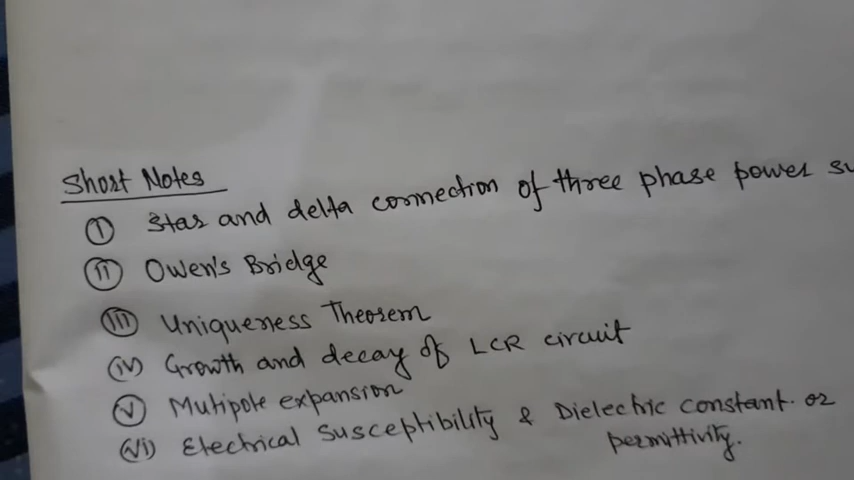 Short Notes
(I) Star and delta connection of three phase power
(II) Owen's Bridge
(III) Uniqueness Theorem
(iv) Growth and decay of LCR circuit
(V) Mutipole expansion
(vi) Electrical susceptibility & Dielectric constant. or
permittivity.